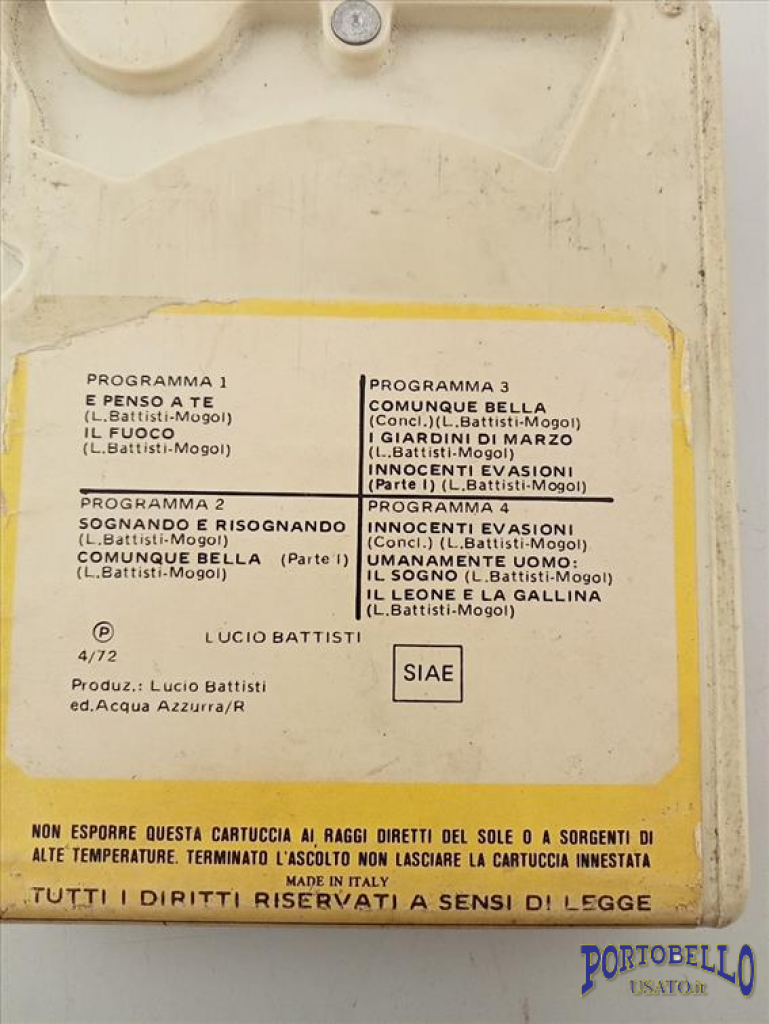 PROGRAMMA 1
E PENSO A TE
(L.Battisti-Mogol)
IL FUOCO
(L.Battisti-Mogol)
PROGRAMMA 2
SOGNANDO E RISOGNANDO
(L.Battisti-Mogol)
COMUNQUE BELLA (Parte I)
(L.Battisti-Mogol)
PROGRAMMA 3
COMUNQUE BELLA
(Concl.)(L.Battisti-Mogol)
I GIARDINI DI MARZO
(L.Battisti-Mogol)
INNOCENTI EVASIONI
(Parte I) (L.Battisti-Mogol)
PROGRAMMA 4
INNOCENTI EVASIONI
(Concl.) (L.Battisti-Mogol)
UMANAMENTE UOMO:
IL SOGNO (L.Battisti-Mogol)
IL LEONE E LA GALLINA
(L.Battisti-Mogol)
Ⓟ
4/72
LUCIO BATTISTI
Produz.: Lucio Battisti
ed.Acqua Azzurra/R
SIAE
NON ESPORRE QUESTA CARTUCCIA AI RAGGI DIRETTI DEL SOLE O A SORGENTI DI
ALTE TEMPERATURE. TERMINATO L'ASCOLTO NON LASCIARE LA CARTUCCIA INNESTATA
MADE IN ITALY
TUTTI I DIRITTI RISERVATI A SENSI DI LEGGE
PORTOBELLO
USATO.it